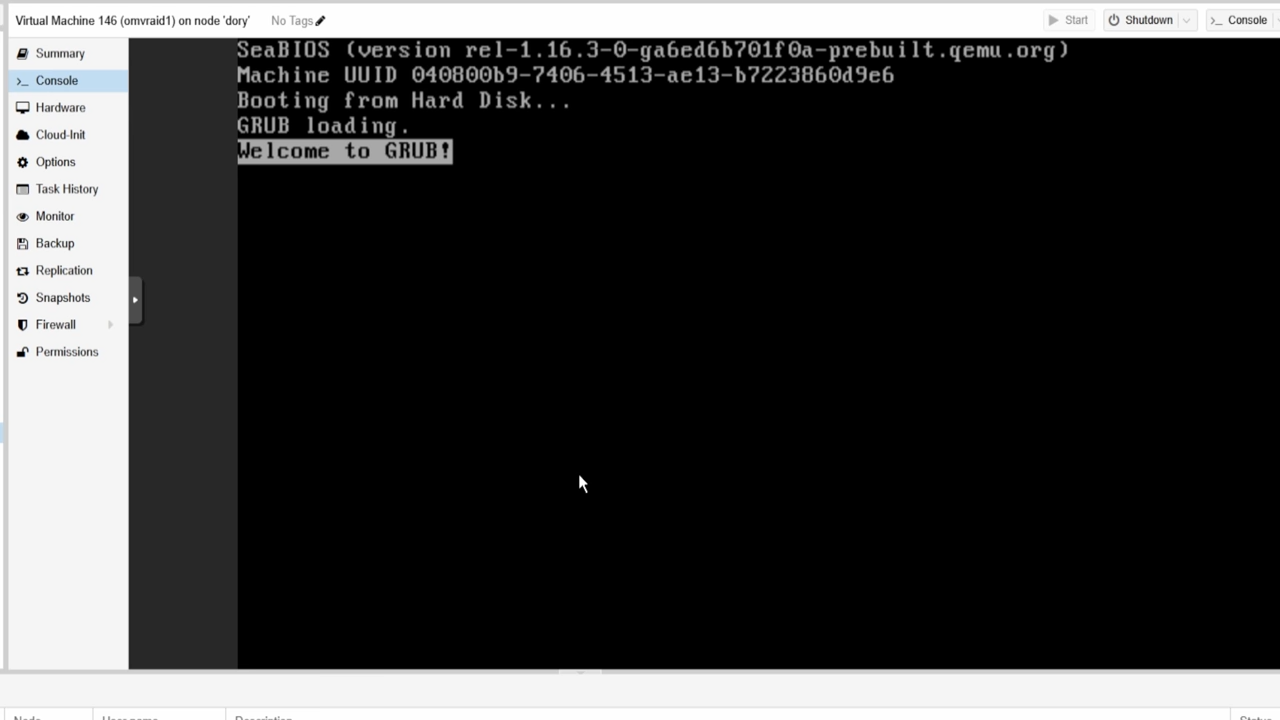 Virtual Machine 146 (omvraid1) on node 'dory' No Tags Start Shutdown >_ Console
Summary
>_ Console
Hardware
Cloud-Init
Options
Task History
Monitor
Backup
Replication
Snapshots
Firewall
Permissions
SeaBIOS (version rel-1.16.3-0-ga6ed6b701f0a-prebuilt.qemu.org)
Machine UUID 040800b9-7406-4513-ae13-b7223860d9e6
Booting from Hard Disk...
GRUB loading.
Welcome to GRUB!
Node User name Description Status